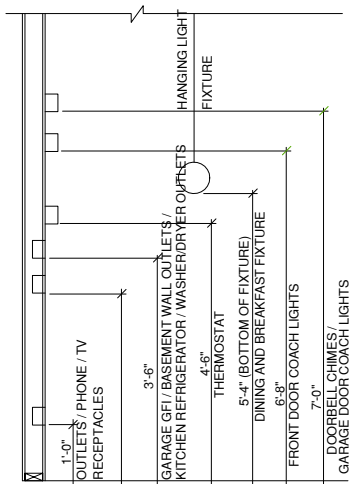 HANGING LIGHT
FIXTURE
1'-0"
OUTLETS / PHONE / TV
RECEPTACLES
3'-6"
GARAGE GFI / BASEMENT WALL OUTLETS /
KITCHEN REFRIGERATOR / WASHER/DRYER OUTLETS
4'-6"
THERMOSTAT
5'-4" (BOTTOM OF FIXTURE)
DINING AND BREAKFAST FIXTURE
6'-8"
FRONT DOOR COACH LIGHTS
7'-0"
DOORBELL CHIMES /
GARAGE DOOR COACH LIGHTS